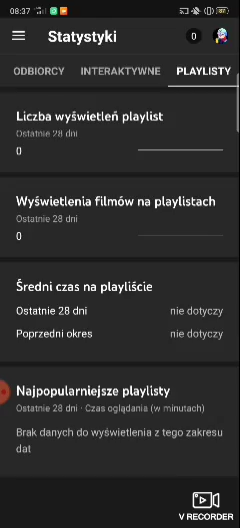 08:37
Statystyki
0
ODBIORCY INTERAKTYWNE PLAYLISTY
Liczba wyświetleń playlist
Ostatnie 28 dni
0
Wyświetlenia filmów na playlistach
Ostatnie 28 dni
0
Średni czas na playliście
Ostatnie 28 dni nie dotyczy
Poprzedni okres nie dotyczy
Najpopularniejsze playlisty
Ostatnie 28 dni · Czas oglądania (w minutach)
Brak danych do wyświetlenia z tego zakresu
dat
V RECORDER